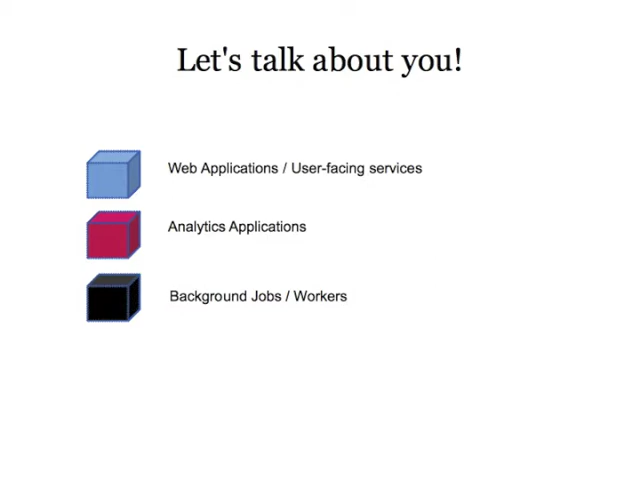 Let's talk about you!
Web Applications / User-facing services
Analytics Applications
Background Jobs / Workers